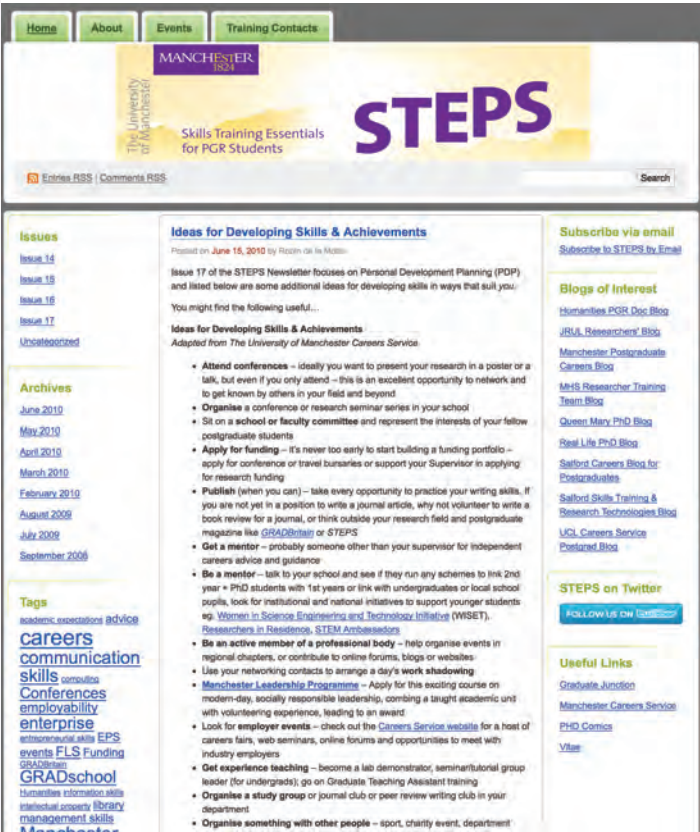 Home
About
Events
Training Contacts
The University
of Manchester
MANCHESTER
1824
Skills Training Essentials
for PGR Students
STEPS
Entries RSS | Comments RSS
Search
Issues
Issue 14
Issue 15
Issue 16
Issue 17
Uncategorized
Archives
June 2010
May 2010
April 2010
March 2010
February 2010
August 2009
July 2009
September 2006
Tags
academic expectations advice
careers
communication
skills computing
Conferences
employability
enterprise
entrepreneurial skills EPS
events FLS Funding
GRADBritain
GRADschool
Humanities information skills
intellectual property library
management skills
Manchester
Ideas for Developing Skills & Achievements
Posted on June 15, 2010 by
Issue 17 of the STEPS Newsletter focuses on Personal Development Planning (PDP)
and listed below are some additional ideas for developing skills in ways that suit you.
You might find the following useful…
Ideas for Developing Skills & Achievements
Adapted from The University of Manchester Careers Service
• Attend conferences – ideally you want to present your research in a poster or a
talk, but even if you only attend – this is an excellent opportunity to network and
to get known by others in your field and beyond
• Organise a conference or research seminar series in your school
• Sit on a school or faculty committee and represent the interests of your fellow
postgraduate students
• Apply for funding – it's never too early to start building a funding portfolio –
apply for conference or travel bursaries or support your Supervisor in applying
for research funding
• Publish (when you can) – take every opportunity to practice your writing skills. If
you are not yet in a position to write a journal article, why not volunteer to write a
book review for a journal, or think outside your research field and postgraduate
magazine like GRADBritain or STEPS
• Get a mentor – probably someone other than your supervisor for independent
careers advice and guidance
• Be a mentor – talk to your school and see if they run any schemes to link 2nd
year + PhD students with 1st years or link with undergraduates or local school
pupils, look for institutional and national initiatives to support younger students
eg. Women in Science Engineering and Technology Initiative (WISET),
Researchers in Residence, STEM Ambassadors
• Be an active member of a professional body – help organise events in
regional chapters, or contribute to online forums, blogs or websites
• Use your networking contacts to arrange a day's work shadowing
• Manchester Leadership Programme – Apply for this exciting course on
modern-day, socially responsible leadership, combing a taught academic unit
with volunteering experience, leading to an award
• Look for employer events – check out the Careers Service website for a host of
careers fairs, web seminars, online forums and opportunities to meet with
industry employers
• Get experience teaching – become a lab demonstrator, seminar/tutorial group
leader (for undergrads); go on Graduate Teaching Assistant training
• Organise a study group or journal club or peer review writing club in your
department
• Organise something with other people – sport, charity event, department
Subscribe via email
Subscribe to STEPS by Email
Blogs of Interest
Humanities PGR Doc Blog
JRUL Researchers' Blog
Manchester Postgraduate
Careers Blog
MHS Researcher Training
Team Blog
Queen Mary PhD Blog
Real Life PhD Blog
Salford Careers Blog for
Postgraduates
Salford Skills Training &
Research Technologies Blog
UCL Careers Service
Postgrad Blog
STEPS on Twitter
FOLLOW US ON
Useful Links
Graduate Junction
Manchester Careers Service
PHD Comics
Vitae